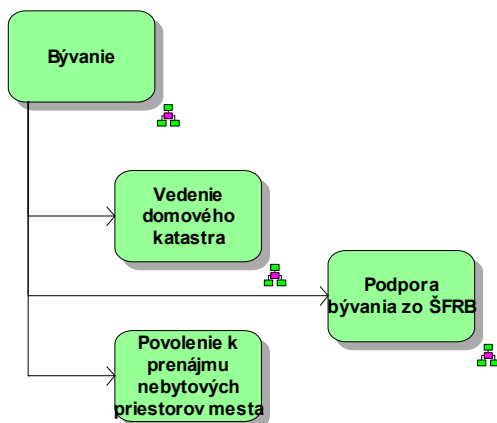 Bývanie
Vedenie
domového
katastra
Podpora
bývania zo ŠFRB
Povolenie k
prenájmu
nebytových
priestorov mesta